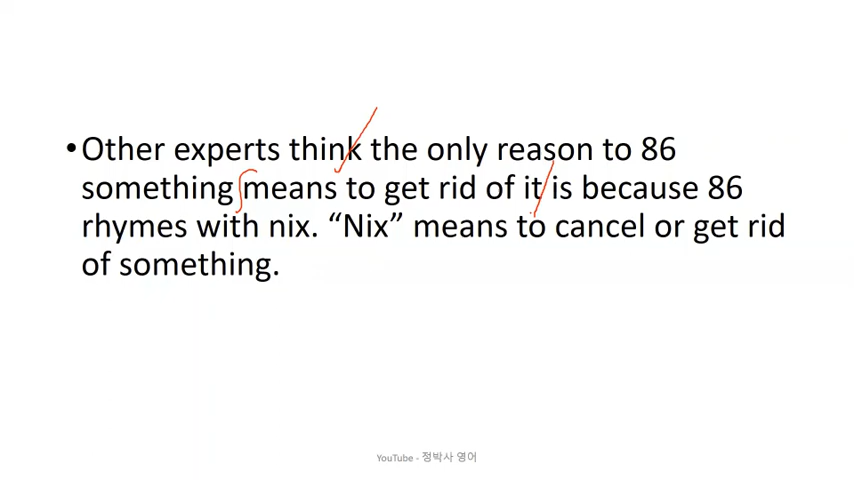 •Other experts think the only reason to 86
something means to get rid of it is because 86
rhymes with nix. “Nix” means to cancel or get rid
of something.
YouTube - 정박사 영어